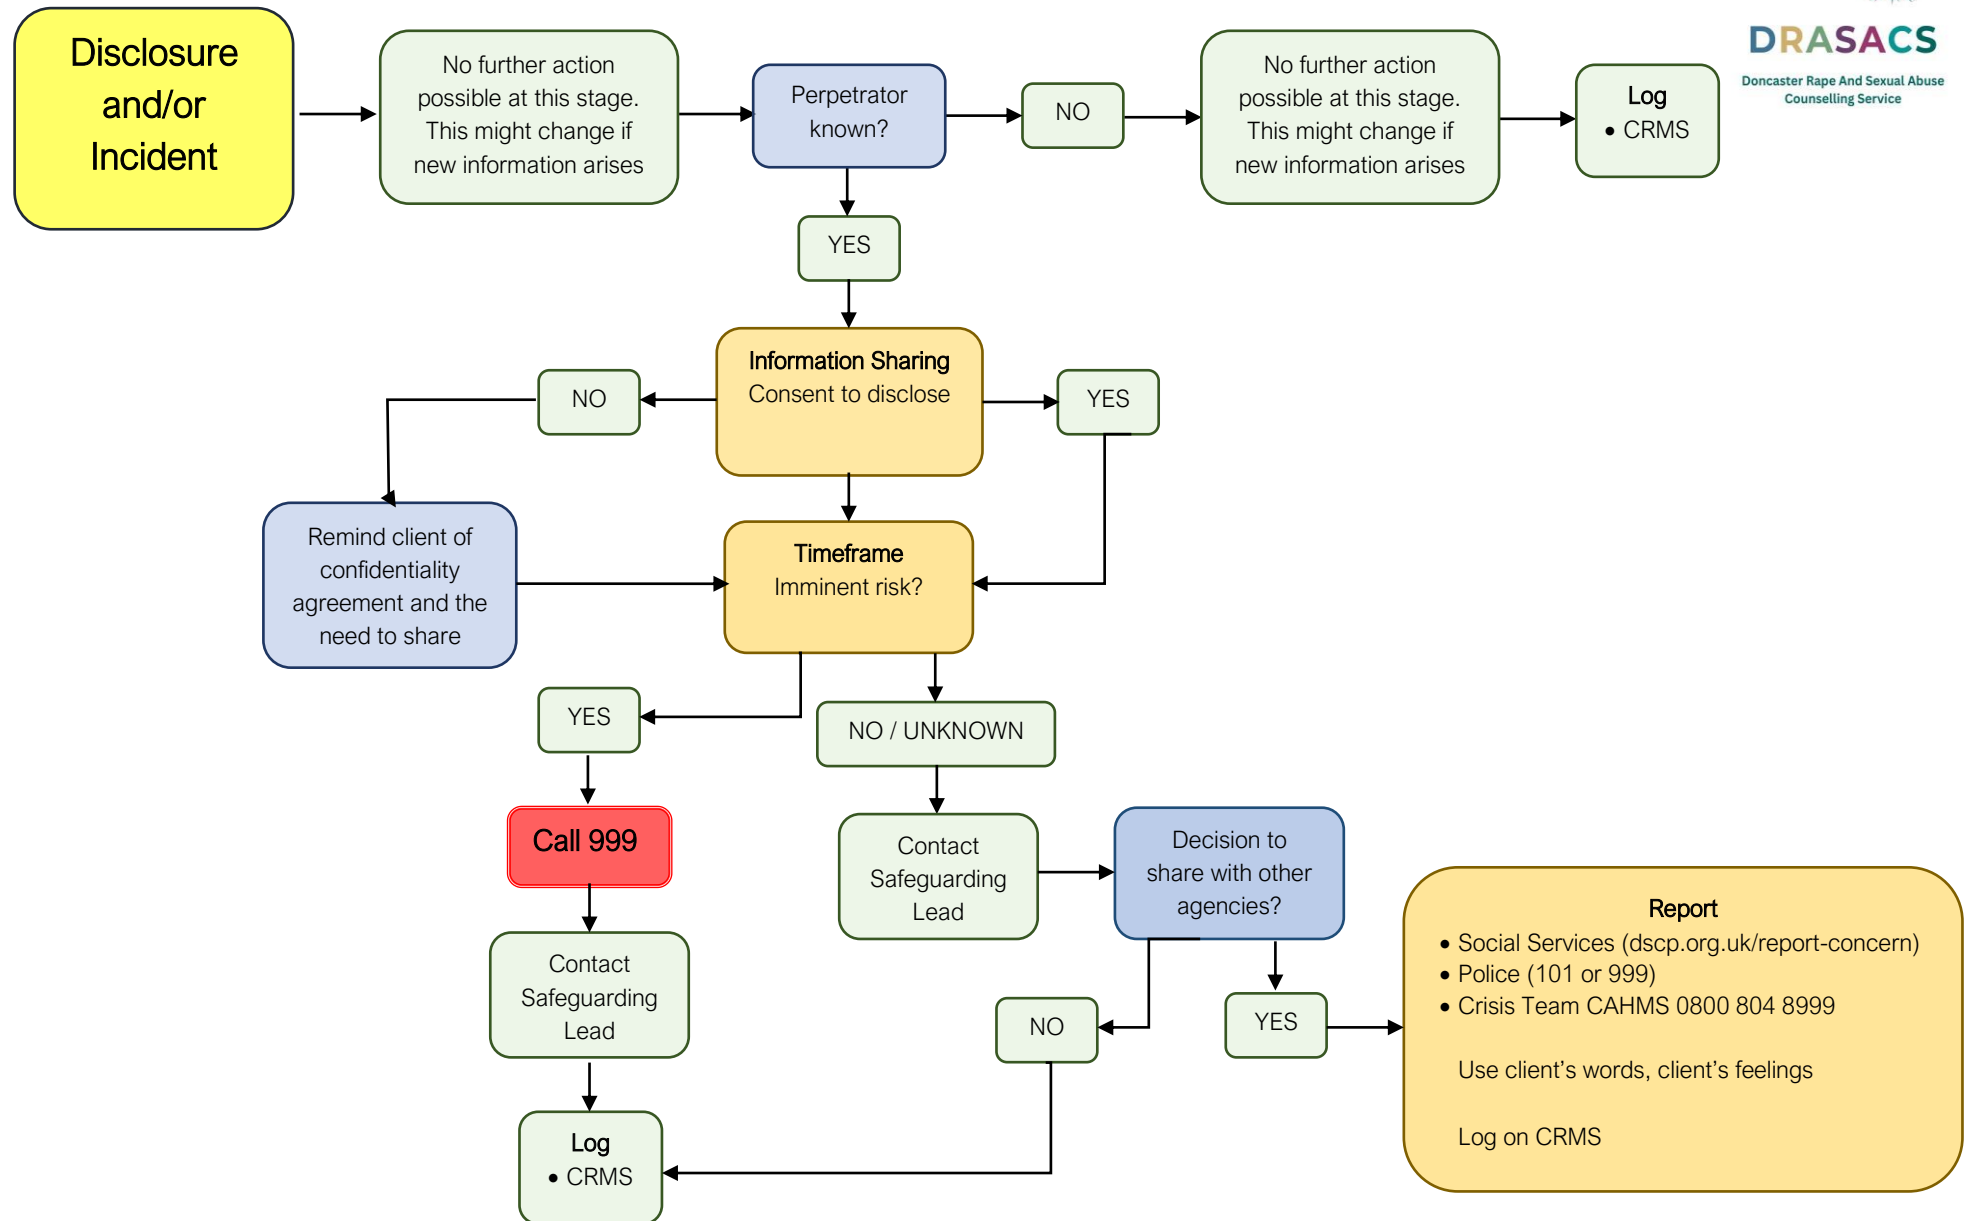 Disclosure
and/or
Incident
No further action
possible at this stage.
This might change if
new information arises
Perpetrator
known?
NO
No further action
possible at this stage.
This might change if
new information arises
Log
• CRMS
DRASACS
Doncaster Rape And Sexual Abuse
Counselling Service
YES
Information Sharing
Consent to disclose
NO
YES
Remind client of
confidentiality
agreement and the
need to share
Timeframe
Imminent risk?
YES
NO / UNKNOWN
Call 999
Contact
Safeguarding
Lead
Decision to
share with other
agencies?
Contact
Safeguarding
Lead
NO
YES
Report
• Social Services (dscp.org.uk/report-concern)
• Police (101 or 999)
• Crisis Team CAHMS 0800 804 8999
Use client’s words, client’s feelings
Log on CRMS
Log
• CRMS